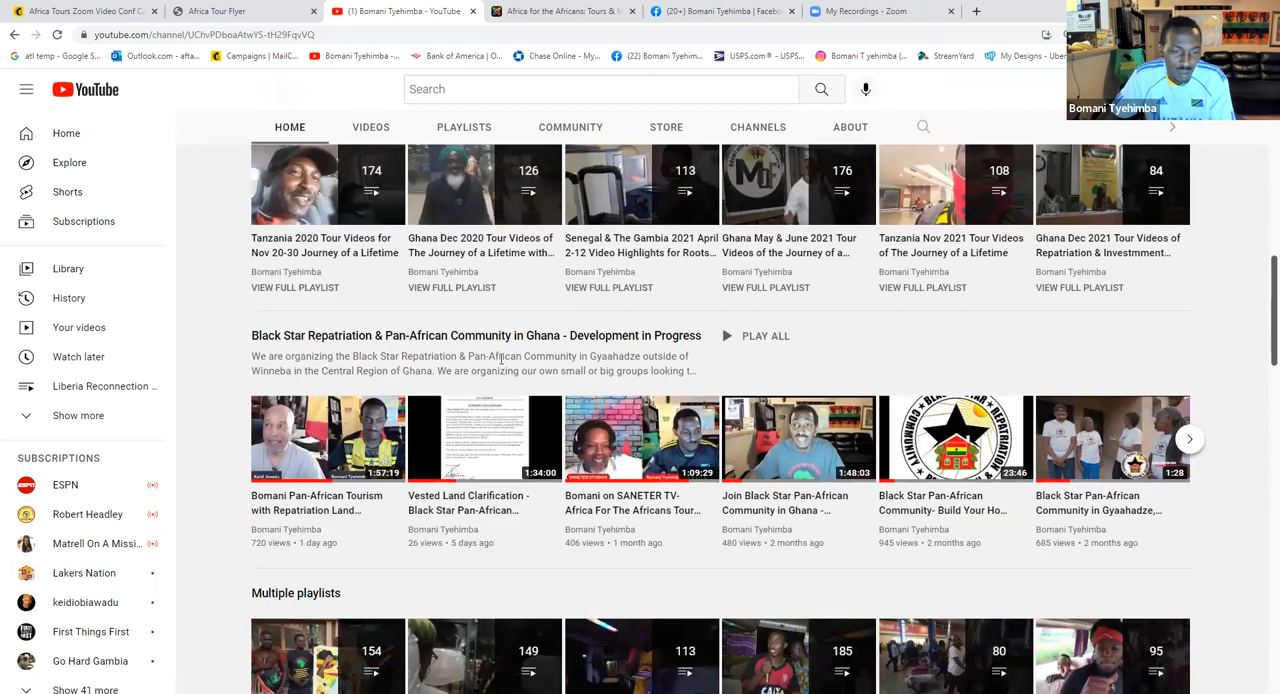 Africa Tours Zoom Video Conf Ca
Africa Tour Flyer
(1) Bomani Tyehimba - YouTube
Africa for the Africans: Tours & In
(20+) Bomani Tyehimba | Facebo
My Recordings - Zoom
youtube.com/channel/UChvPDboaAtwYS-tH29FqvVQ
atl temp - Google S...
Outlook.com - afta...
Campaigns | MailC...
Bomani Tyehimba -...
Bank of America | O...
Chase Online - My...
(22) Bomani Tyehim...
USPS.com® - USPS...
Bomani T yehimba (...
StreamYard
My Designs - Uber
Bomani Tyehimba
YouTube
Search
HOME
VIDEOS
PLAYLISTS
COMMUNITY
STORE
CHANNELS
ABOUT
Home
Explore
Shorts
Subscriptions
Library
History
Your videos
Watch later
Liberia Reconnection ...
Show more
SUBSCRIPTIONS
ESPN
Robert Headley
Matrell On A Missi...
Lakers Nation
keidiobiawadu
First Things First
Go Hard Gambia
Show 41 more
174
126
113
176
108
84
Tanzania 2020 Tour Videos for
Nov 20-30 Journey of a Lifetime
Bomani Tyehimba
VIEW FULL PLAYLIST
Ghana Dec 2020 Tour Videos of
The Journey of a Lifetime with...
Bomani Tyehimba
VIEW FULL PLAYLIST
Senegal & The Gambia 2021 April
2-12 Video Highlights for Roots...
Bomani Tyehimba
VIEW FULL PLAYLIST
Ghana May & June 2021 Tour
Videos of the Journey of a...
Bomani Tyehimba
VIEW FULL PLAYLIST
Tanzania Nov 2021 Tour Videos
of The Journey of a Lifetime
Bomani Tyehimba
VIEW FULL PLAYLIST
Ghana Dec 2021 Tour Videos of
Repatriation & Investmment...
Bomani Tyehimba
VIEW FULL PLAYLIST
Black Star Repatriation & Pan-African Community in Ghana - Development in Progress
PLAY ALL
We are organizing the Black Star Repatriation & Pan-African Community in Gyaahadze outside of
Winneba in the Central Region of Ghana. We are organizing our own small or big groups looking t...
1:57:19
1:34:00
1:09:29
1:48:03
23:46
1:28
Bomani Pan-African Tourism
with Repatriation Land...
Bomani Tyehimba
720 views • 1 day ago
Vested Land Clarification -
Black Star Pan-African...
Bomani Tyehimba
26 views • 5 days ago
Bomani on SANETER TV-
Africa For The Africans Tour...
Bomani Tyehimba
406 views • 1 month ago
Join Black Star Pan-African
Community in Ghana -...
Bomani Tyehimba
480 views • 2 months ago
Black Star Pan-African
Community- Build Your Ho...
Bomani Tyehimba
945 views • 2 months ago
Black Star Pan-African
Community in Gyaahadze,...
Bomani Tyehimba
685 views • 2 months ago
Multiple playlists
154
149
113
185
80
95